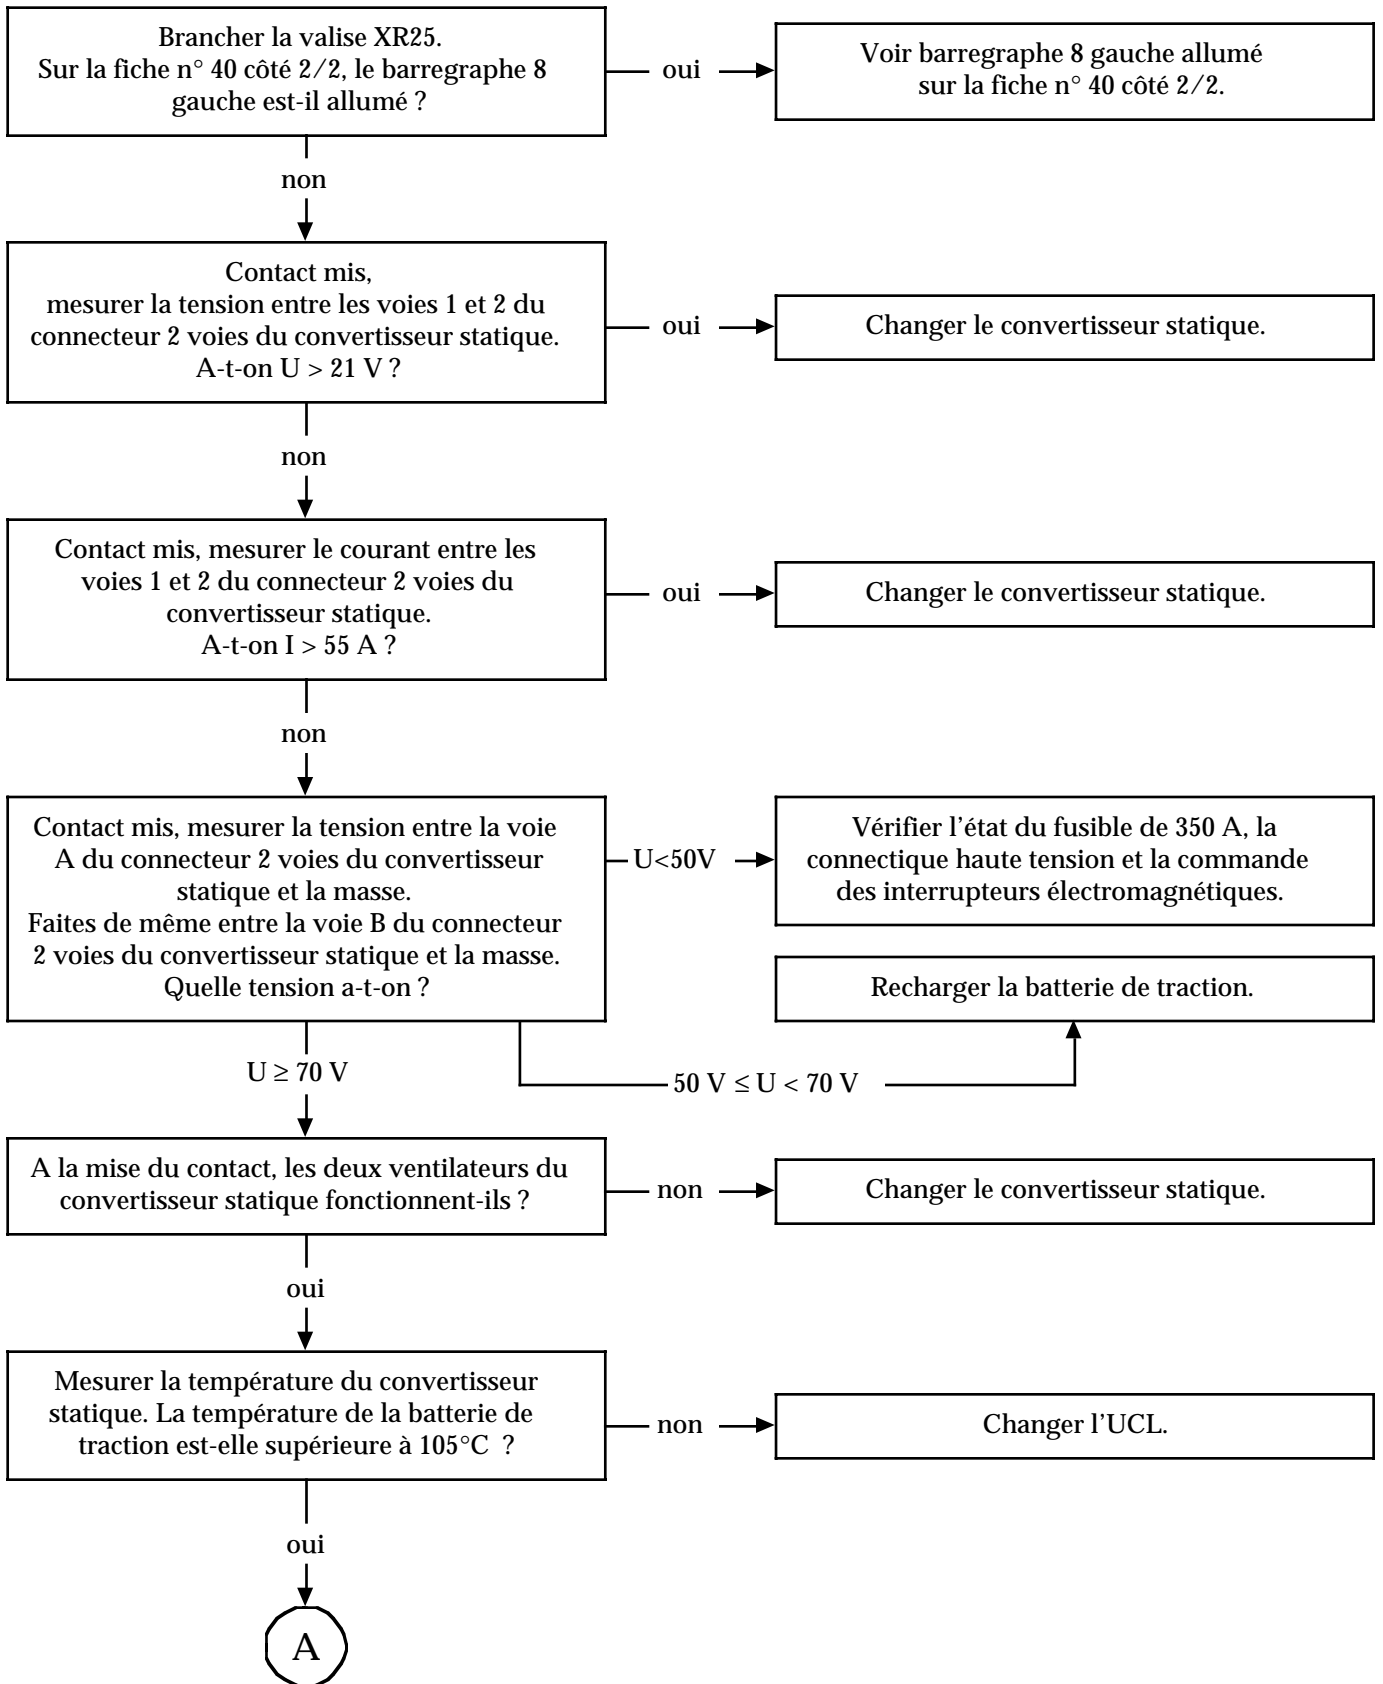 Brancher la valise XR25.
Sur la fiche n° 40 côté 2/2, le barregraphe 8
gauche est-il allumé ?
oui
Voir barregraphe 8 gauche allumé
sur la fiche n° 40 côté 2/2.
non
Contact mis,
mesurer la tension entre les voies 1 et 2 du
connecteur 2 voies du convertisseur statique.
A-t-on U > 21 V ?
oui
Changer le convertisseur statique.
non
Contact mis, mesurer le courant entre les
voies 1 et 2 du connecteur 2 voies du
convertisseur statique.
A-t-on I > 55 A ?
oui
Changer le convertisseur statique.
non
Contact mis, mesurer la tension entre la voie
A du connecteur 2 voies du convertisseur
statique et la masse.
Faites de même entre la voie B du connecteur
2 voies du convertisseur statique et la masse.
Quelle tension a-t-on ?
U<50V
Vérifier l'état du fusible de 350 A, la
connectique haute tension et la commande
des interrupteurs électromagnétiques.
Recharger la batterie de traction.
U ≥ 70 V
50 V ≤ U < 70 V
A la mise du contact, les deux ventilateurs du
convertisseur statique fonctionnent-ils ?
non
Changer le convertisseur statique.
oui
Mesurer la température du convertisseur
statique. La température de la batterie de
traction est-elle supérieure à 105°C ?
non
Changer l'UCL.
oui
A